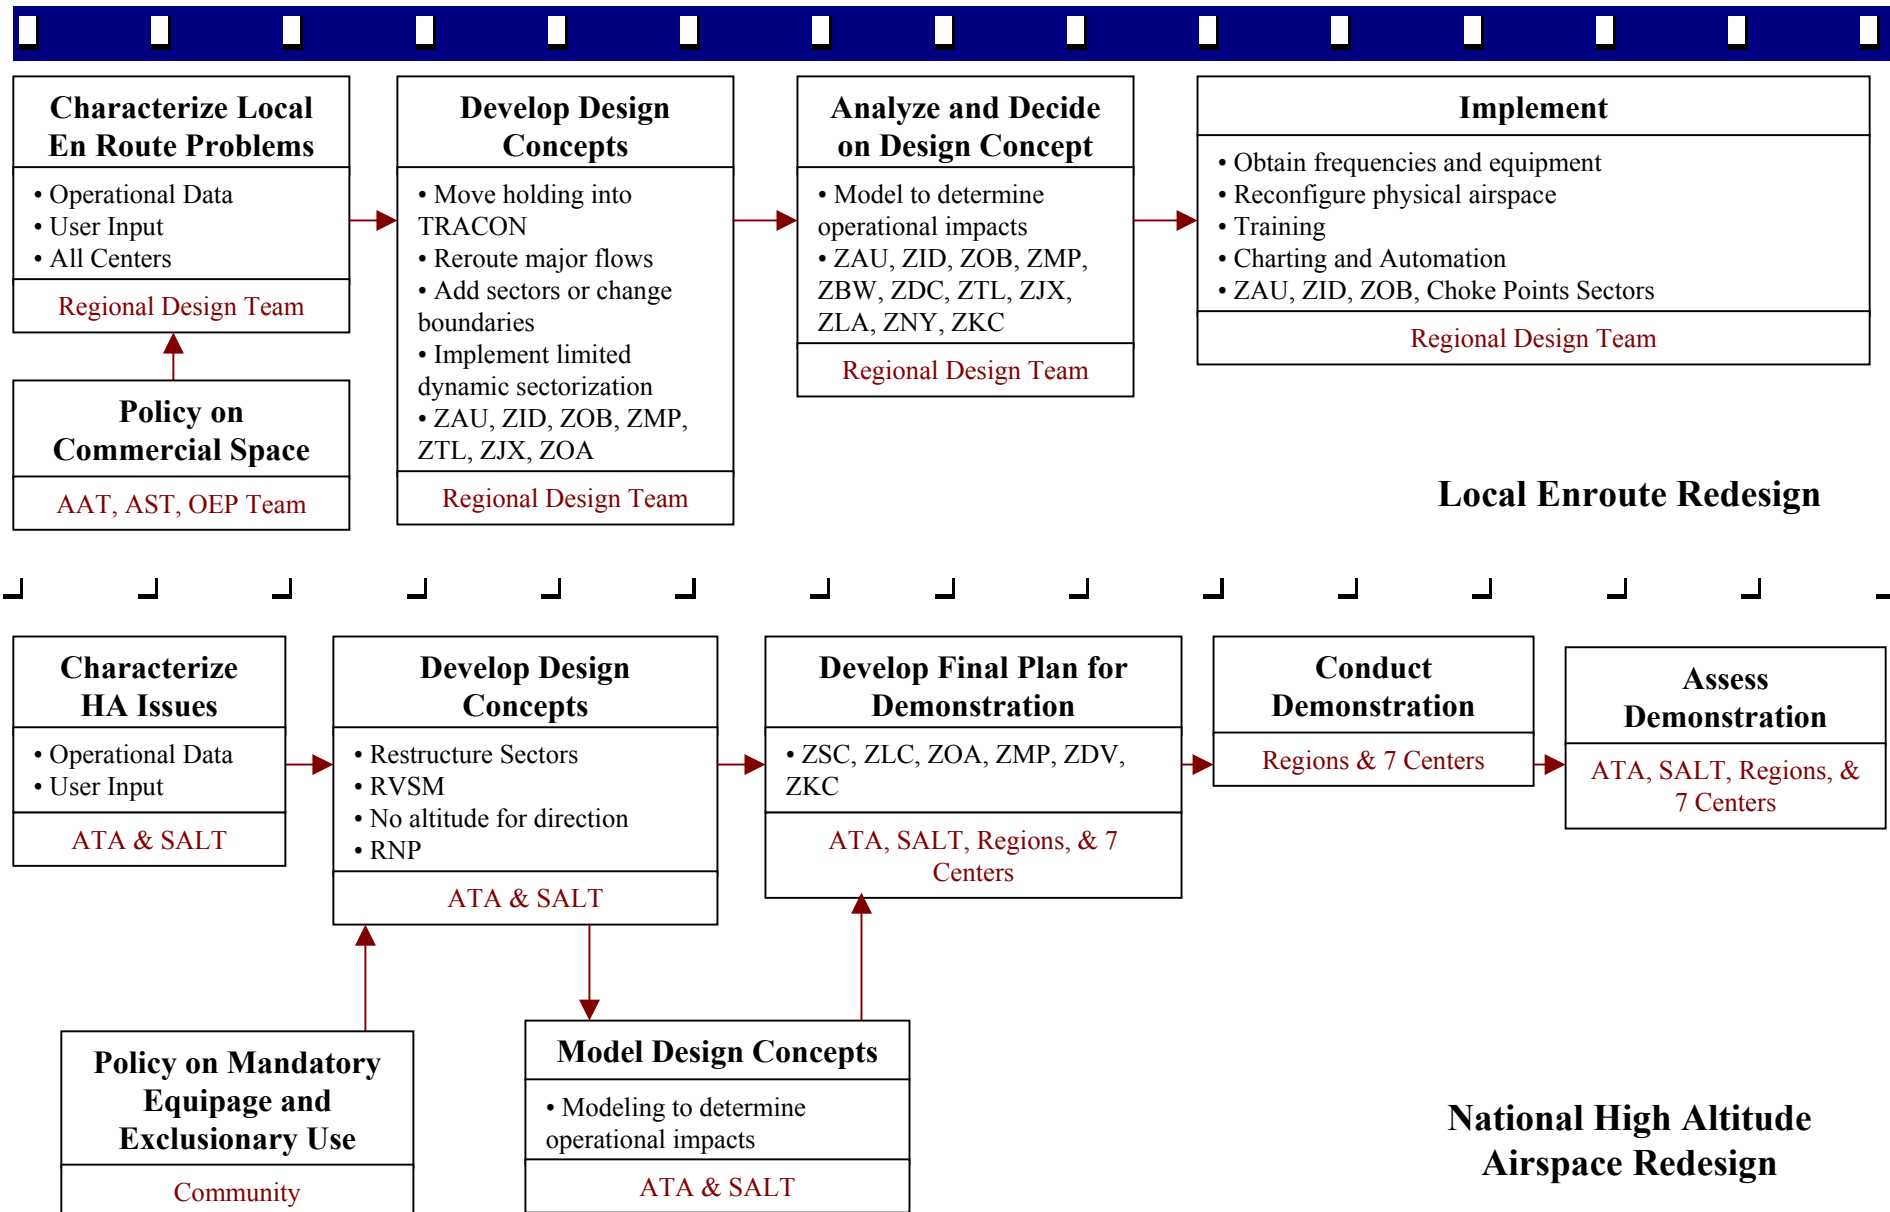 Characterize Local
En Route Problems
• Operational Data
• User Input
• All Centers
Regional Design Team
Policy on
Commercial Space
AAT, AST, OEP Team
Develop Design
Concepts
• Move holding into
TRACON
• Reroute major flows
• Add sectors or change
boundaries
• Implement limited
dynamic sectorization
• ZAU, ZID, ZOB, ZMP,
ZTL, ZJX, ZOA
Regional Design Team
Analyze and Decide
on Design Concept
• Model to determine
operational impacts
• ZAU, ZID, ZOB, ZMP,
ZBW, ZDC, ZTL, ZJX,
ZLA, ZNY, ZKC
Regional Design Team
Implement
• Obtain frequencies and equipment
• Reconfigure physical airspace
• Training
• Charting and Automation
• ZAU, ZID, ZOB, Choke Points Sectors
Regional Design Team
Local Enroute Redesign
Characterize
HA Issues
• Operational Data
• User Input
ATA & SALT
Develop Design
Concepts
• Restructure Sectors
• RVSM
• No altitude for direction
• RNP
ATA & SALT
Develop Final Plan for
Demonstration
• ZSC, ZLC, ZOA, ZMP, ZDV,
ZKC
ATA, SALT, Regions, & 7
Centers
Conduct
Demonstration
Regions & 7 Centers
Assess
Demonstration
ATA, SALT, Regions, &
7 Centers
Policy on Mandatory
Equipage and
Exclusionary Use
Community
Model Design Concepts
• Modeling to determine
operational impacts
ATA & SALT
National High Altitude
Airspace Redesign